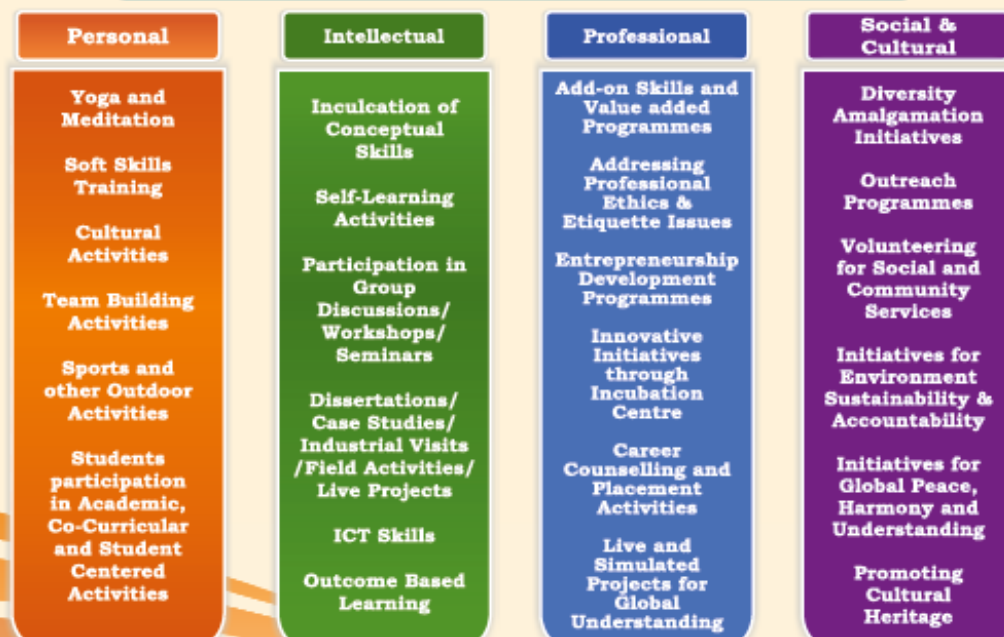 Personal
Yoga and
Meditation
Soft Skills
Training
Cultural
Activities
Team Building
Activities
Sports and
other Outdoor
Activities
Students
participation
in Academic,
Co-Curricular
and Student
Centered
Activities
Intellectual
Inculcation of
Conceptual
Skills
Self-Learning
Activities
Participation in
Group
Discussions/
Workshops/
Seminars
Dissertations/
Case Studies/
Industrial Visits
/Field Activities/
Live Projects
ICT Skills
Outcome Based
Learning
Professional
Add-on Skills and
Value added
Programmes
Addressing
Professional
Ethics &
Etiquette Issues
Entrepreneurship
Development
Programmes
Innovative
Initiatives
through
Incubation
Centre
Career
Counselling and
Placement
Activities
Live and
Simulated
Projects for
Global
Understanding
Social &
Cultural
Diversity
Amalgamation
Initiatives
Outreach
Programmes
Volunteering
for Social and
Community
Services
Initiatives for
Environment
Sustainability &
Accountability
Initiatives for
Global Peace,
Harmony and
Understanding
Promoting
Cultural
Heritage